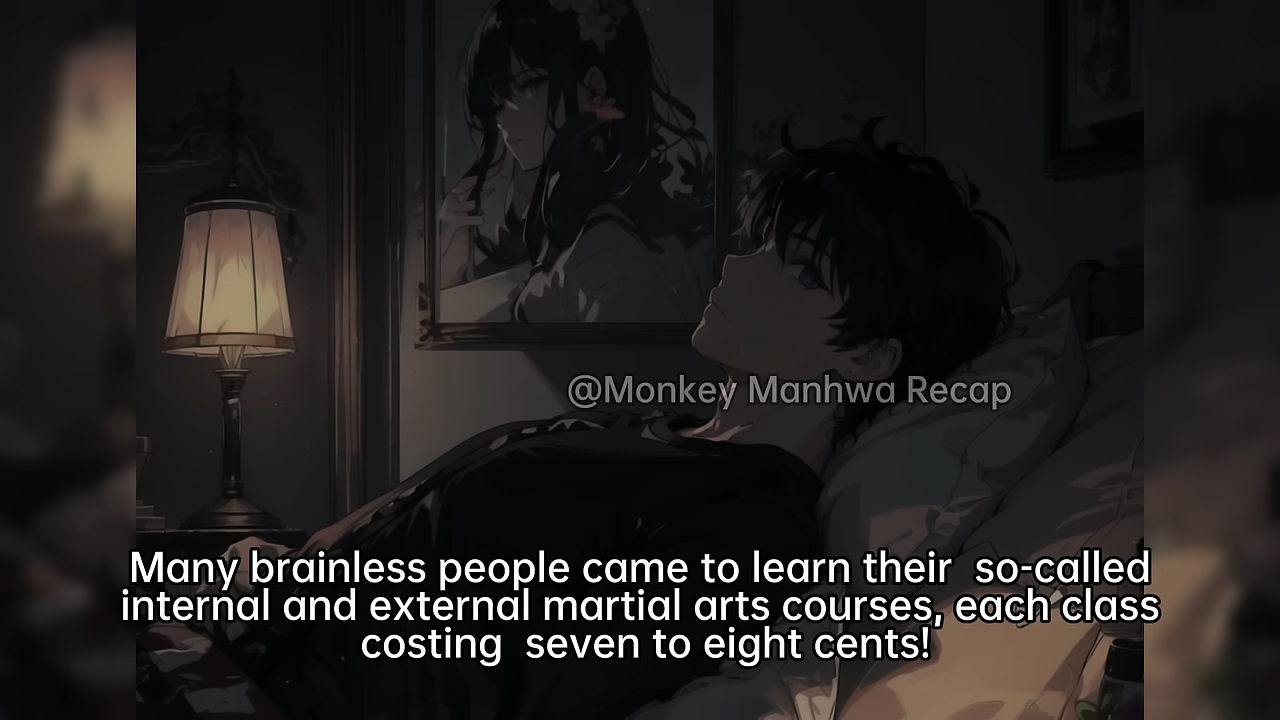 @Monkey Manhwa Recap
Many brainless people came to learn their  so-called
internal and external martial arts courses, each class
costing  seven to eight cents!